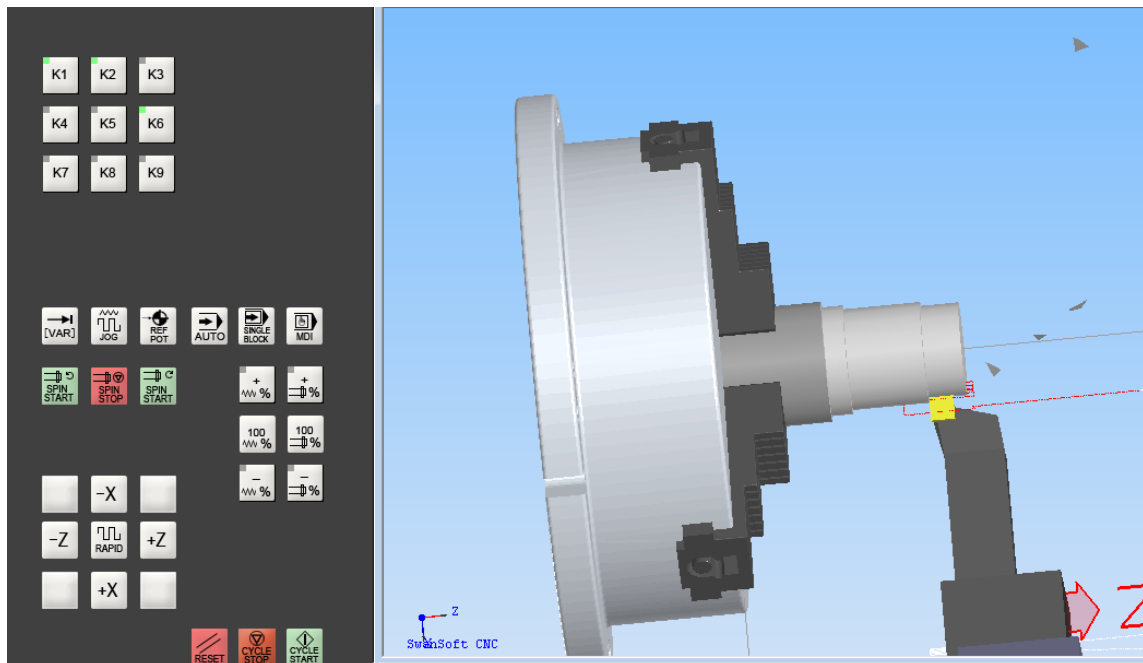 K1 K2 K3
K4 K5 K6
K7 K8 K9
[VAR] JOG REF POT AUTO SINGLE BLOCK MDI
SPIN START SPIN STOP SPIN START + % + %
100 % 100 %
- % - %
-X
-Z RAPID +Z
+X
RESET CYCLE STOP CYCLE START
Z
SwanSoft CNC
Z